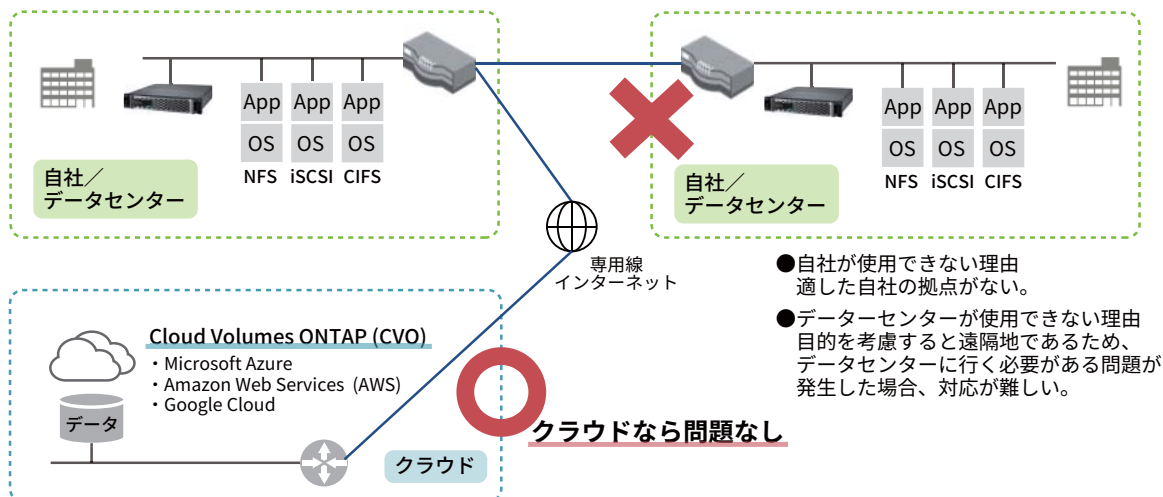 App App App
OS OS OS
NFS iSCSI CIFS
自社／
データセンター
App App App
OS OS OS
NFS iSCSI CIFS
自社／
データセンター
専用線
インターネット
●自社が使用できない理由
適した自社の拠点がない。
●データーセンターが使用できない理由
目的を考慮すると遠隔地であるため、
データセンターに行く必要がある問題が
発生した場合、対応が難しい。
Cloud Volumes ONTAP (CVO)
・Microsoft Azure
・Amazon Web Services (AWS)
・Google Cloud
データ
クラウドなら問題なし
クラウド